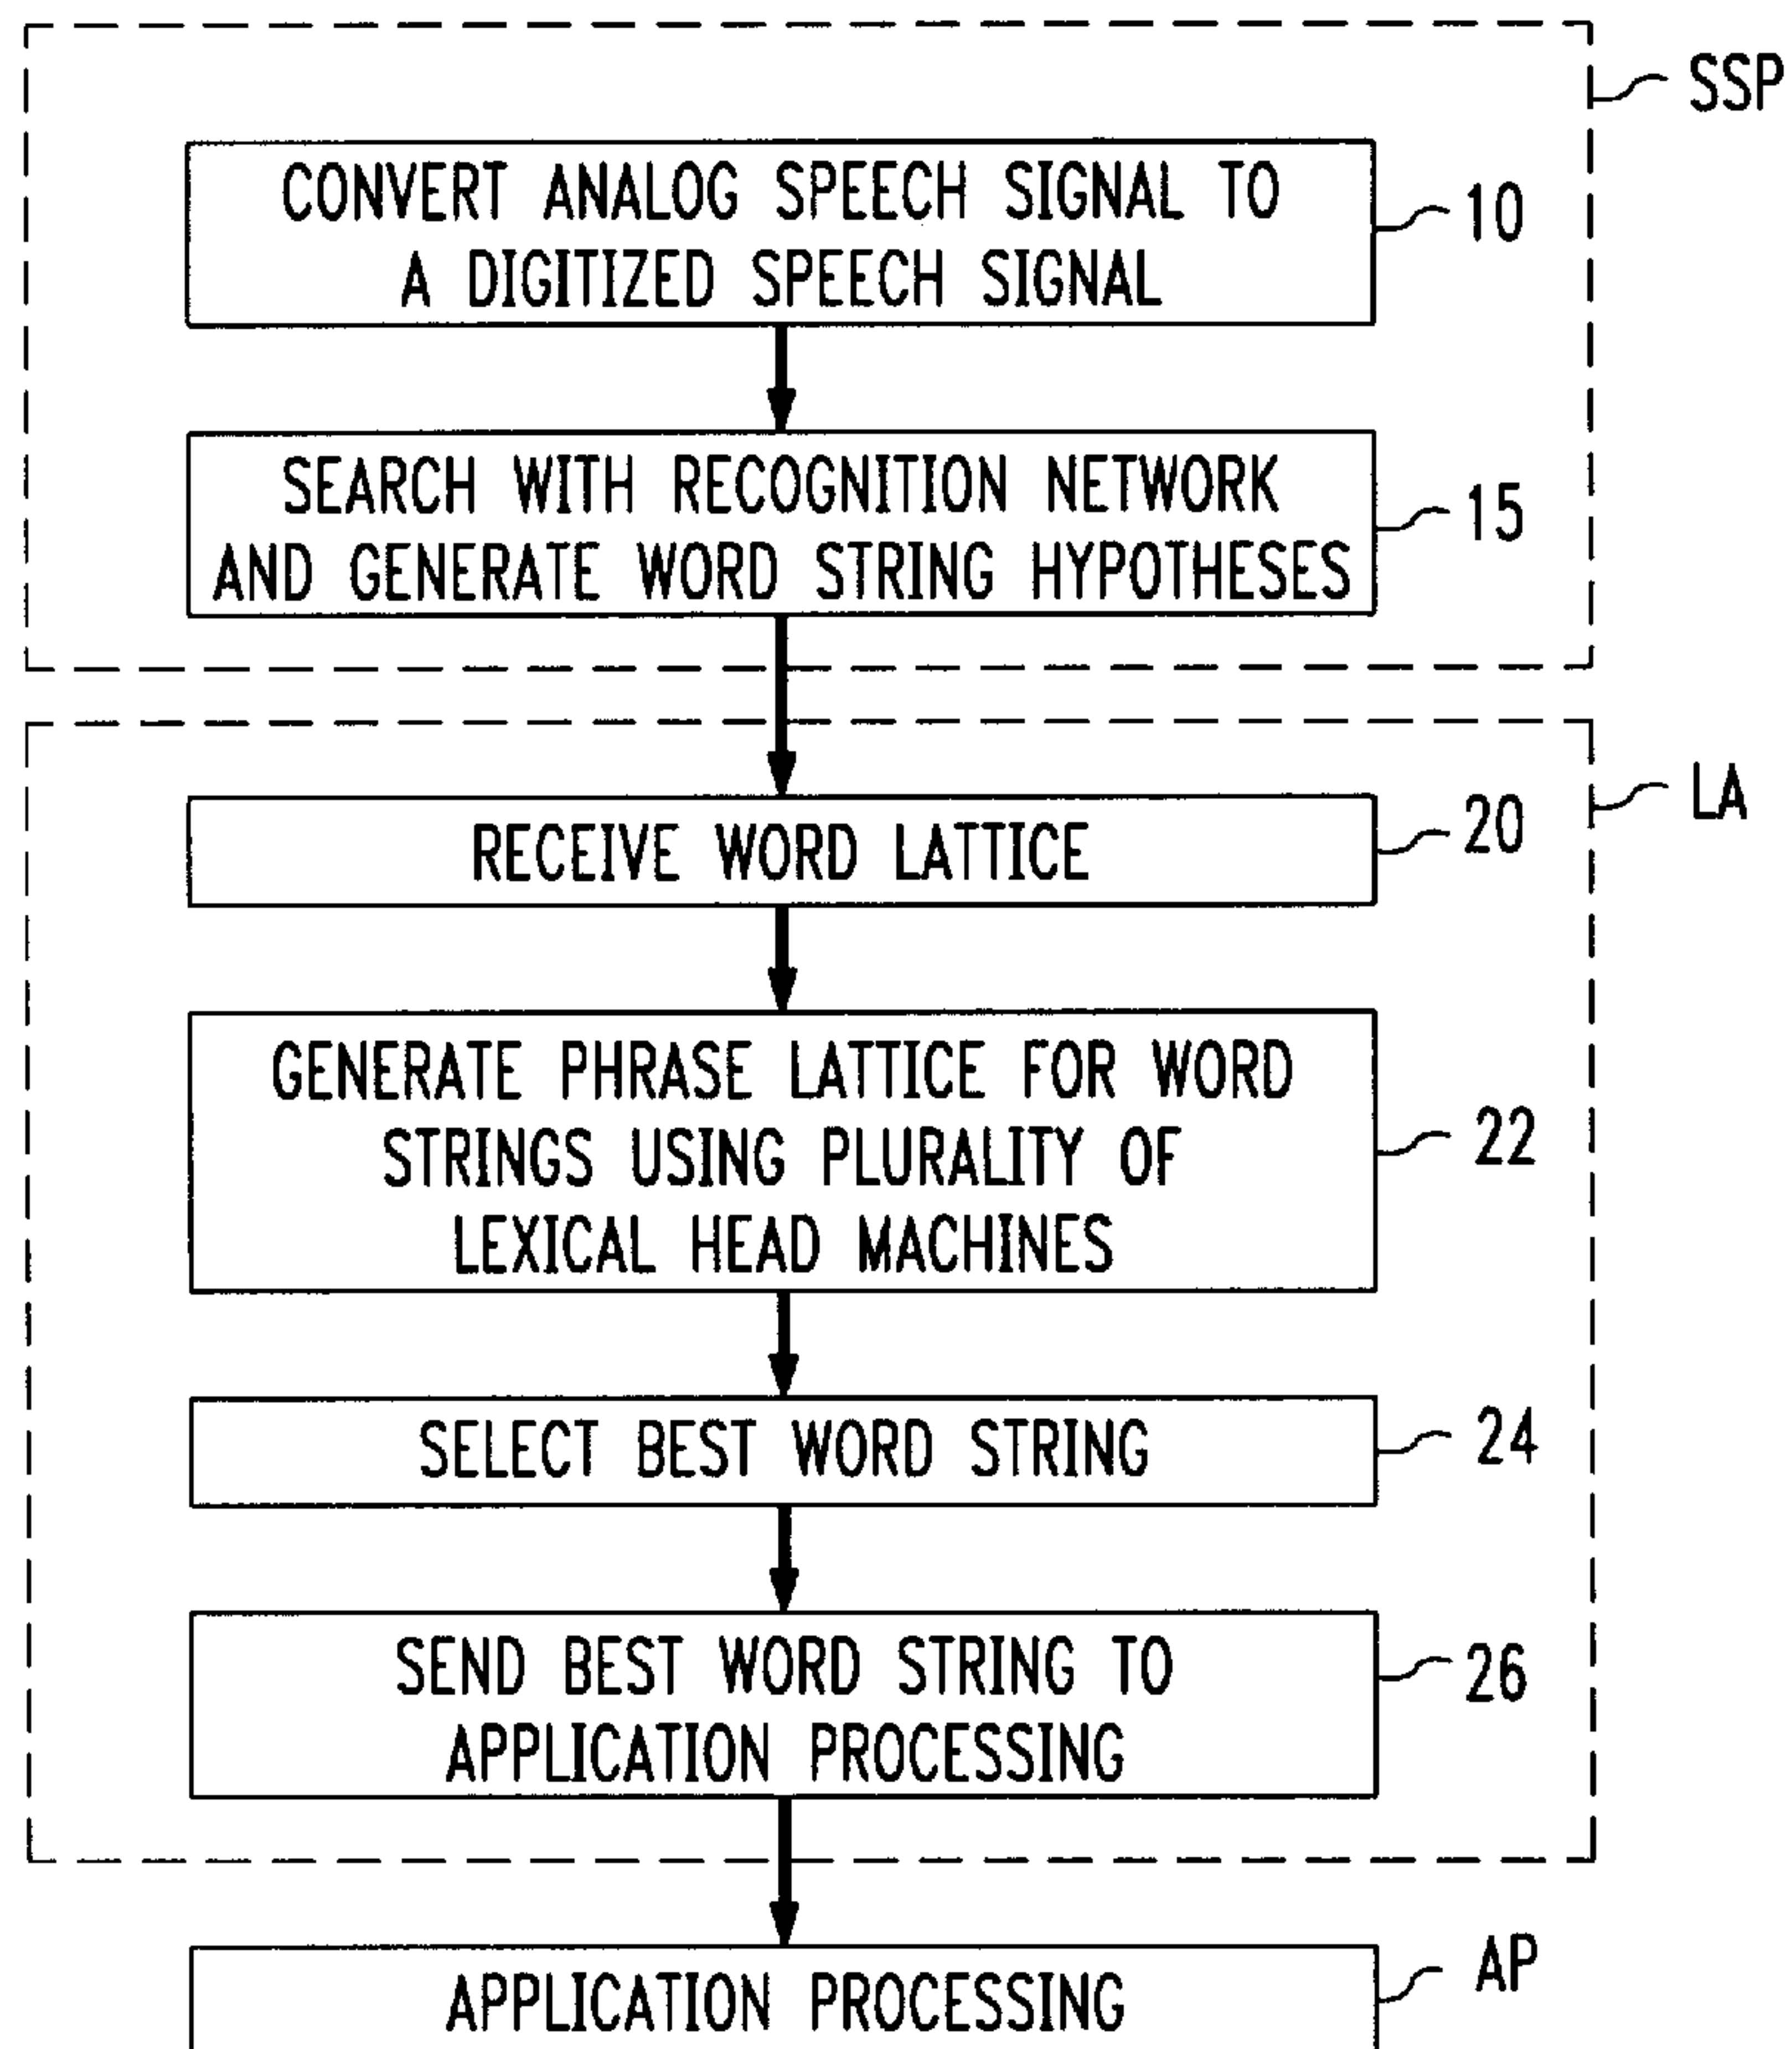 SSP
CONVERT ANALOG SPEECH SIGNAL TO
A DIGITIZED SPEECH SIGNAL
10
SEARCH WITH RECOGNITION NETWORK
AND GENERATE WORD STRING HYPOTHESES
15
LA
RECEIVE WORD LATTICE
20
GENERATE PHRASE LATTICE FOR WORD
STRINGS USING PLURALITY OF
LEXICAL HEAD MACHINES
22
SELECT BEST WORD STRING
24
SEND BEST WORD STRING TO
APPLICATION PROCESSING
26
APPLICATION PROCESSING
AP